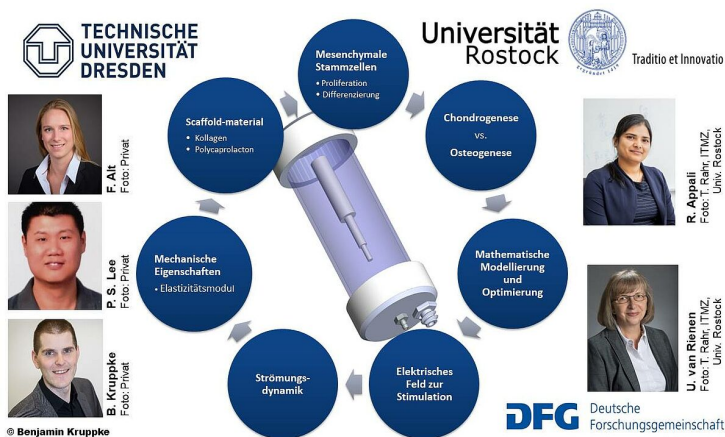 TECHNISCHE
UNIVERSITÄT
DRESDEN
Universität
Rostock
Traditio et Innovatio
Mesenchymale
Stammzellen
• Proliferation
• Differenzierung
Chondrogenese
vs.
Osteogenese
Mathematische
Modellierung
und
Optimierung
Elektrisches
Feld zur
Stimulation
Strömungs-
dynamik
Mechanische
Eigenschaften
• Elastizitätsmodul
Scaffold-material
• Kollagen
• Polycaprolacton
F. Alt
Foto: Privat
P. S. Lee
Foto: Privat
B. Kruppke
Foto: Privat
R. Appali
Foto: T. Rahr, ITMZ,
Univ. Rostock
U. van Rienen
Foto: T. Rahr, ITMZ,
Univ. Rostock
DFG
Deutsche
Forschungsgemeinschaft
© Benjamin Kruppke